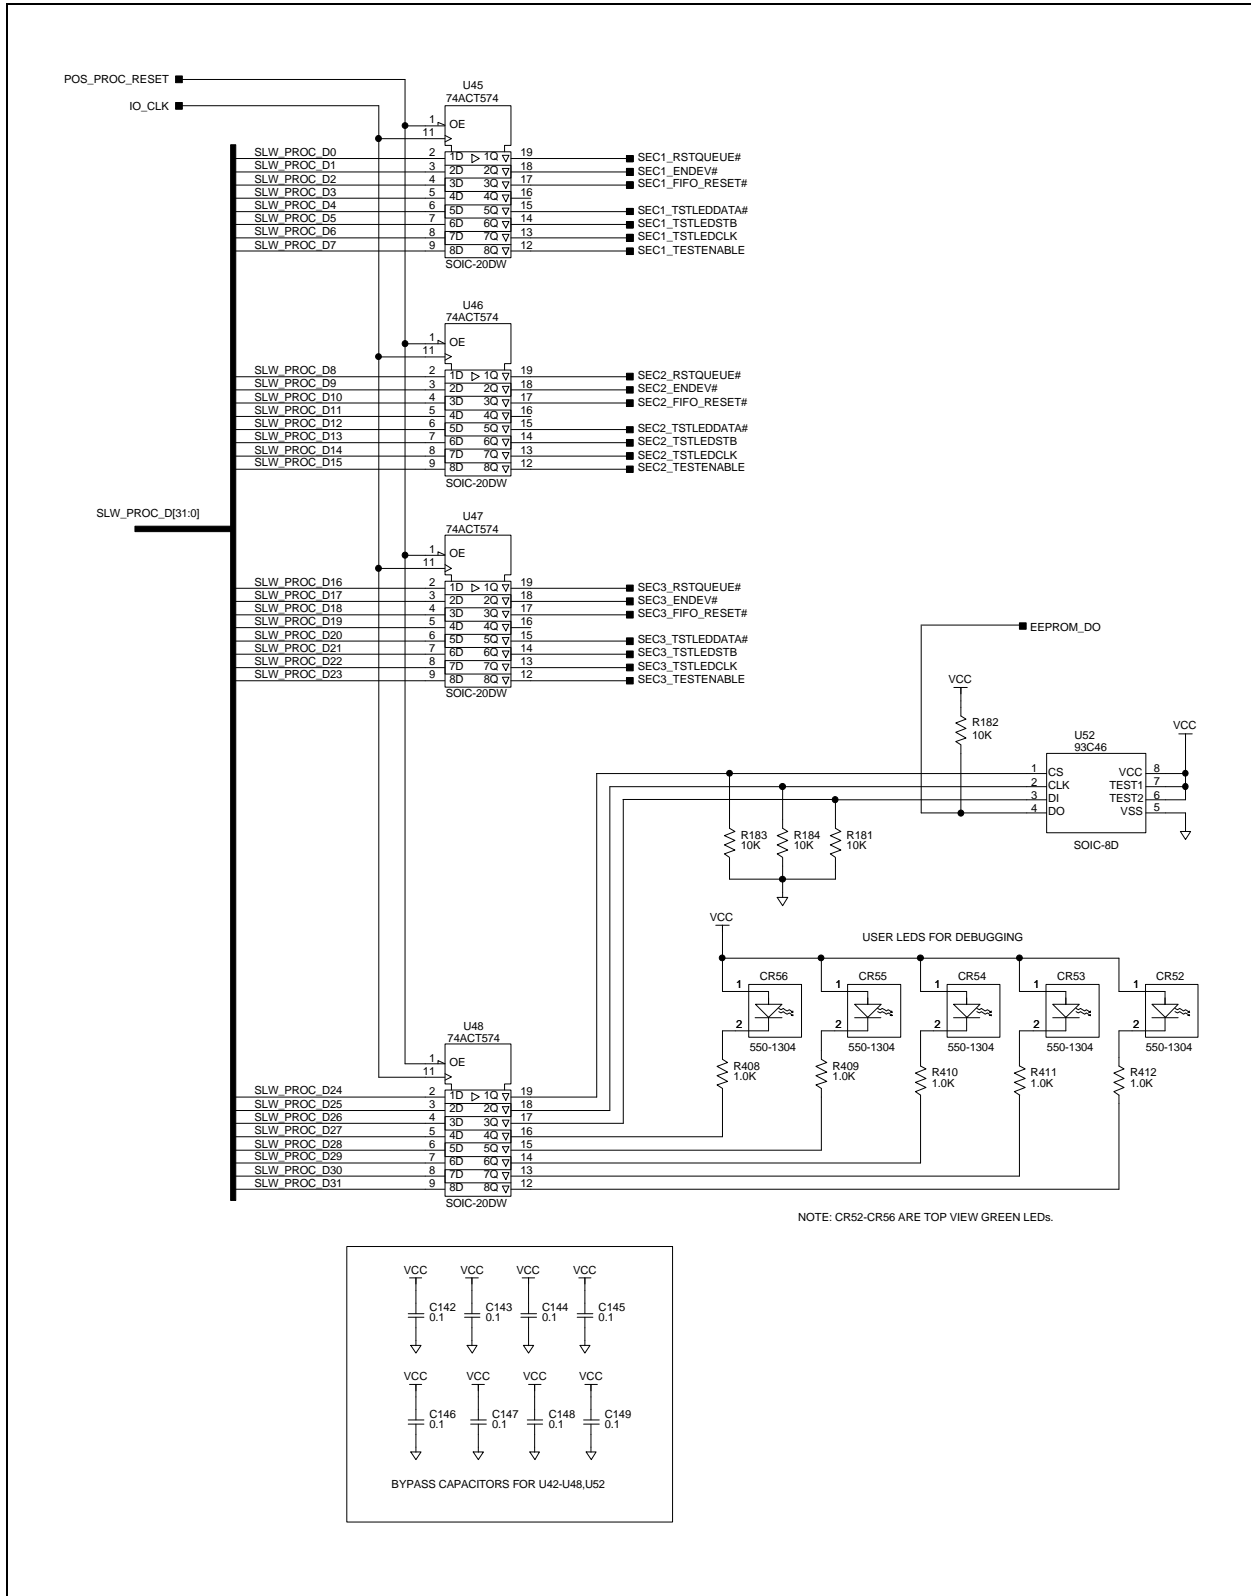 POS_PROC_RESET
IO_CLK
U45
74ACT574
1 OE
11
SLW_PROC_D0 2 1D 1Q 19 SEC1_RSTQUEUE#
SLW_PROC_D1 3 2D 2Q 18 SEC1_ENDEV#
SLW_PROC_D2 4 3D 3Q 17 SEC1_FIFO_RESET#
SLW_PROC_D3 5 4D 4Q 16
SLW_PROC_D4 6 5D 5Q 15 SEC1_TSTLEDDATA#
SLW_PROC_D5 7 6D 6Q 14 SEC1_TSTLEDSTB
SLW_PROC_D6 8 7D 7Q 13 SEC1_TSTLEDCLK
SLW_PROC_D7 9 8D 8Q 12 SEC1_TESTENABLE
SOIC-20DW
U46
74ACT574
1 OE
11
SLW_PROC_D8 2 1D 1Q 19 SEC2_RSTQUEUE#
SLW_PROC_D9 3 2D 2Q 18 SEC2_ENDEV#
SLW_PROC_D10 4 3D 3Q 17 SEC2_FIFO_RESET#
SLW_PROC_D11 5 4D 4Q 16
SLW_PROC_D12 6 5D 5Q 15 SEC2_TSTLEDDATA#
SLW_PROC_D13 7 6D 6Q 14 SEC2_TSTLEDSTB
SLW_PROC_D14 8 7D 7Q 13 SEC2_TSTLEDCLK
SLW_PROC_D15 9 8D 8Q 12 SEC2_TESTENABLE
SOIC-20DW
SLW_PROC_D[31:0]
U47
74ACT574
1 OE
11
SLW_PROC_D16 2 1D 1Q 19 SEC3_RSTQUEUE#
SLW_PROC_D17 3 2D 2Q 18 SEC3_ENDEV#
SLW_PROC_D18 4 3D 3Q 17 SEC3_FIFO_RESET#
SLW_PROC_D19 5 4D 4Q 16
SLW_PROC_D20 6 5D 5Q 15 SEC3_TSTLEDDATA#
SLW_PROC_D21 7 6D 6Q 14 SEC3_TSTLEDSTB
SLW_PROC_D22 8 7D 7Q 13 SEC3_TSTLEDCLK
SLW_PROC_D23 9 8D 8Q 12 SEC3_TESTENABLE
SOIC-20DW
EEPROM_DO
VCC
R182
10K
VCC
U52
93C46
1 CS VCC 8
2 CLK TEST1 7
3 DI TEST2 6
4 DO VSS 5
SOIC-8D
R183 R184 R181
10K 10K 10K
VCC
USER LEDS FOR DEBUGGING
CR56 CR55 CR54 CR53 CR52
1 1 1 1 1
2 2 2 2 2
550-1304 550-1304 550-1304 550-1304 550-1304
R408 R409 R410 R411 R412
1.0K 1.0K 1.0K 1.0K 1.0K
U48
74ACT574
1 OE
11
SLW_PROC_D24 2 1D 1Q 19
SLW_PROC_D25 3 2D 2Q 18
SLW_PROC_D26 4 3D 3Q 17
SLW_PROC_D27 5 4D 4Q 16
SLW_PROC_D28 6 5D 5Q 15
SLW_PROC_D29 7 6D 6Q 14
SLW_PROC_D30 8 7D 7Q 13
SLW_PROC_D31 9 8D 8Q 12
SOIC-20DW
NOTE: CR52-CR56 ARE TOP VIEW GREEN LEDs.
VCC VCC VCC VCC
C142 C143 C144 C145
0.1 0.1 0.1 0.1
VCC VCC VCC VCC
C146 C147 C148 C149
0.1 0.1 0.1 0.1
BYPASS CAPACITORS FOR U42-U48,U52